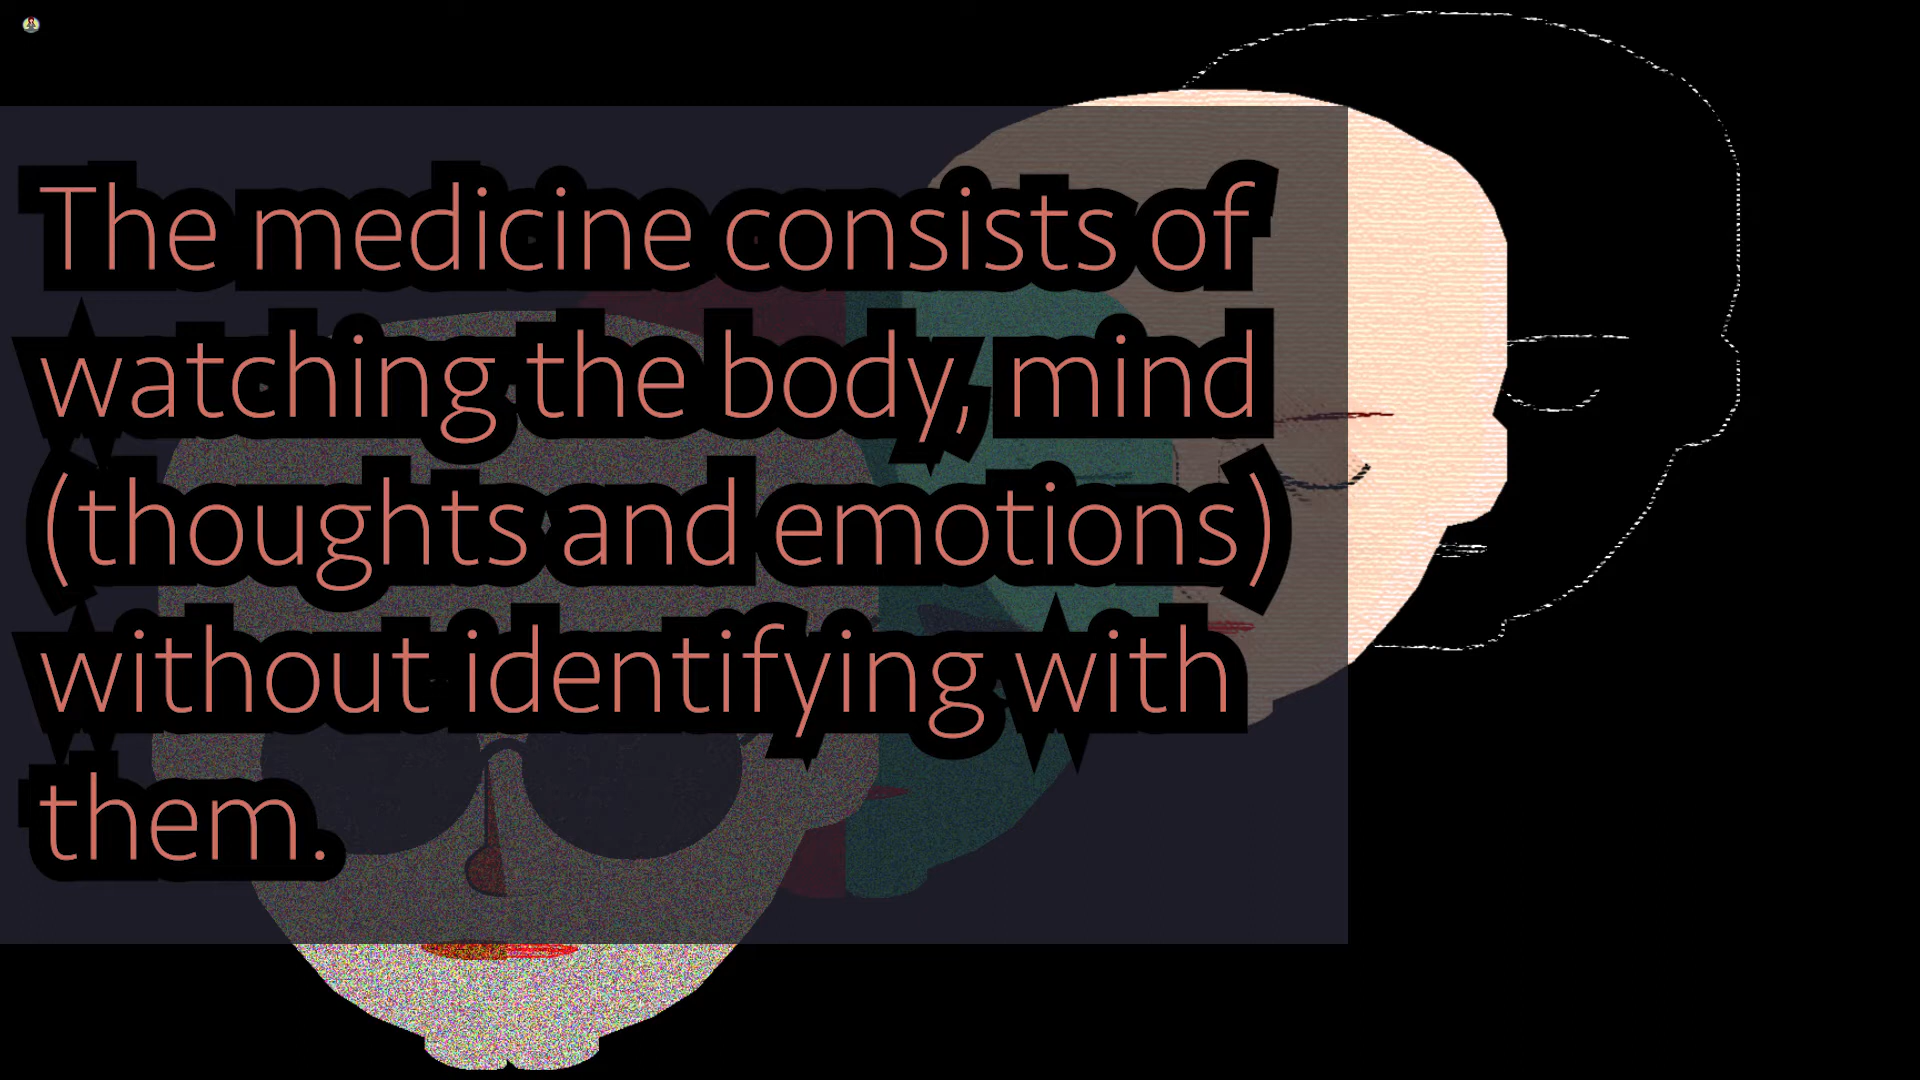 The medicine consists of
watching the body, mind
(thoughts and emotions)
without identifying with
them.